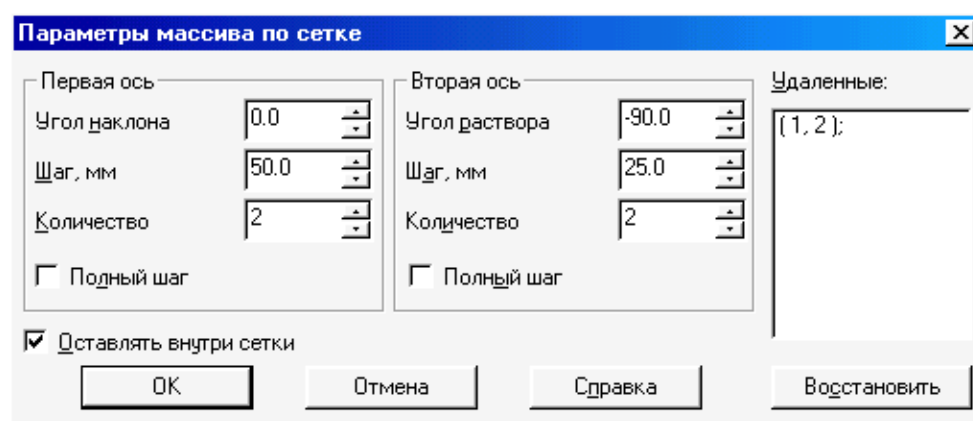 Параметры массива по сетке
Первая ось
Угол наклона 0.0
Шаг, мм 50.0
Количество 2
Полный шаг
Вторая ось
Угол раствора -90.0
Шаг, мм 25.0
Количество 2
Полный шаг
Удаленные:
( 1, 2 );
Оставлять внутри сетки
OK
Отмена
Справка
Восстановить